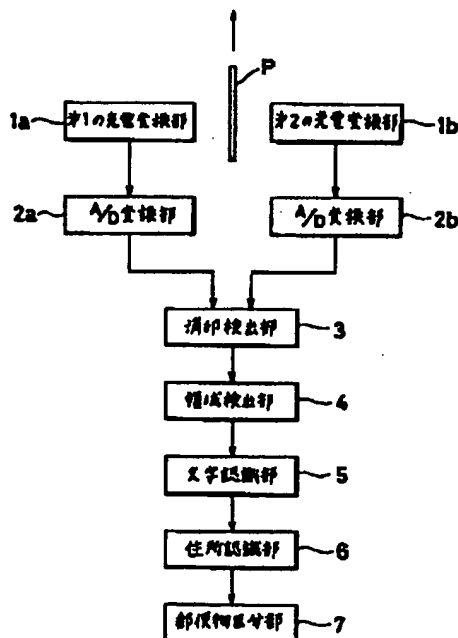 P
1a 第1の光電変換部
第2の光電変換部 1b
2a A/D変換部
A/D変換部 2b
消印検出部 3
領域検出部 4
文字認識部 5
住所認識部 6
郵便物区分部 7